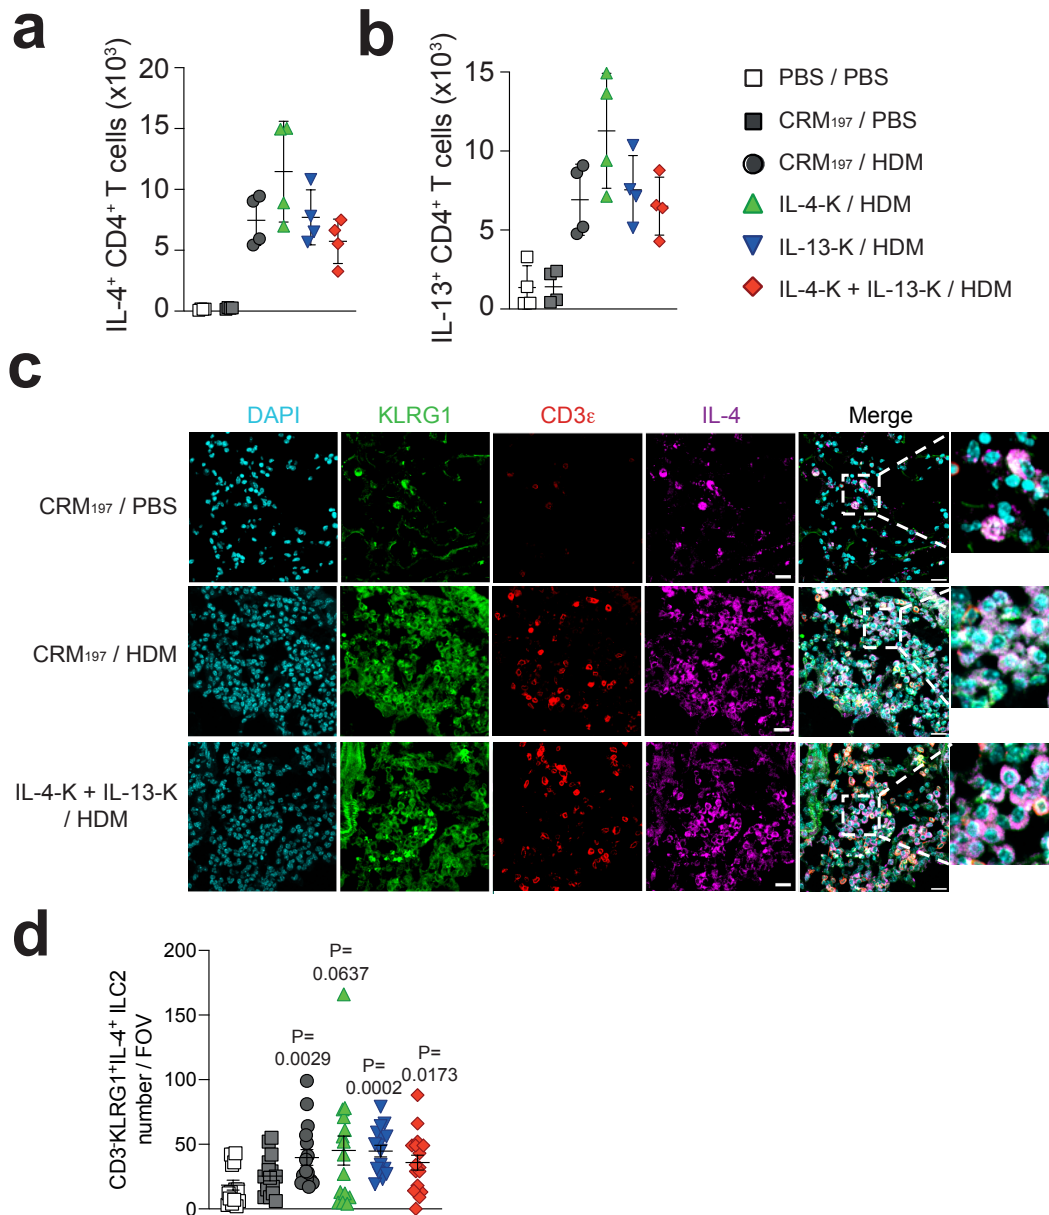 a
IL-4⁺ CD4⁺ T cells (x10³)
20
15
10
5
0
b
IL-13⁺ CD4⁺ T cells (x10³)
15
10
5
0
PBS / PBS
CRM₁₉₇ / PBS
CRM₁₉₇ / HDM
IL-4-K / HDM
IL-13-K / HDM
IL-4-K + IL-13-K / HDM
c
DAPI
KLRG1
CD3ε
IL-4
Merge
CRM₁₉₇ / PBS
CRM₁₉₇ / HDM
IL-4-K + IL-13-K
/ HDM
d
CD3⁻KLRG1⁺IL-4⁺ ILC2
number / FOV
200
150
100
50
0
P=
0.0029
P=
0.0637
P=
0.0002
P=
0.0173